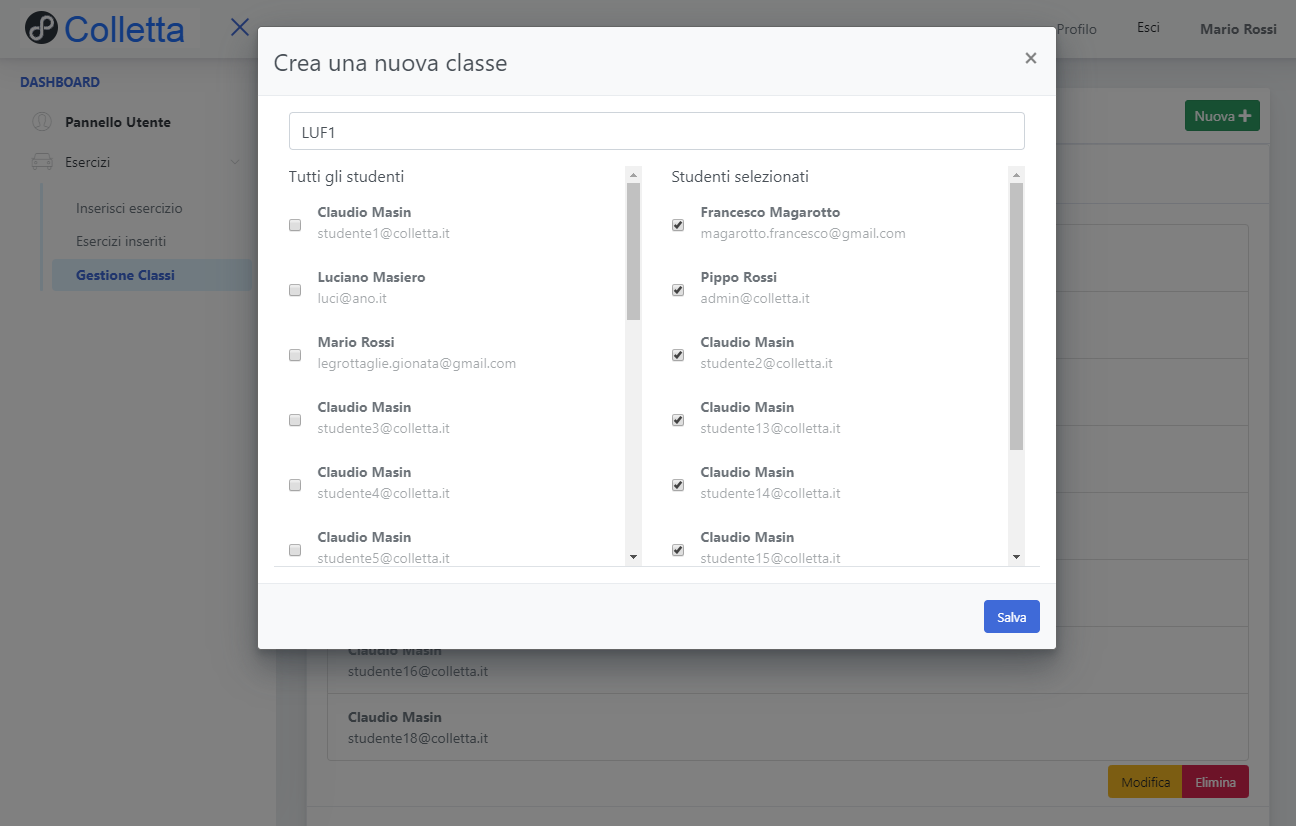 Colletta
Profilo
Esci
Mario Rossi
DASHBOARD
Pannello Utente
Esercizi
Inserisci esercizio
Esercizi inseriti
Gestione Classi
Nuova
Crea una nuova classe
×
LUF1
Tutti gli studenti
Claudio Masin
studente1@colletta.it
Luciano Masiero
luci@ano.it
Mario Rossi
legrottaglie.gionata@gmail.com
Claudio Masin
studente3@colletta.it
Claudio Masin
studente4@colletta.it
Claudio Masin
studente5@colletta.it
Studenti selezionati
Francesco Magarotto
magarotto.francesco@gmail.com
Pippo Rossi
admin@colletta.it
Claudio Masin
studente2@colletta.it
Claudio Masin
studente13@colletta.it
Claudio Masin
studente14@colletta.it
Claudio Masin
studente15@colletta.it
Salva
Claudio Masin
studente16@colletta.it
Claudio Masin
studente18@colletta.it
Modifica
Elimina